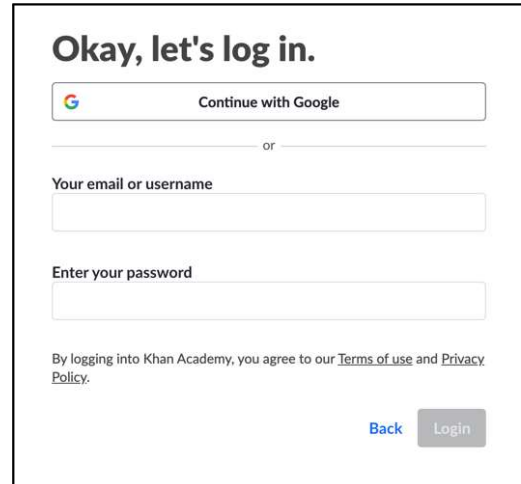 Okay, let's log in.
Continue with Google
or
Your email or username
Enter your password
By logging into Khan Academy, you agree to our Terms of use and Privacy
Policy.
Back Login